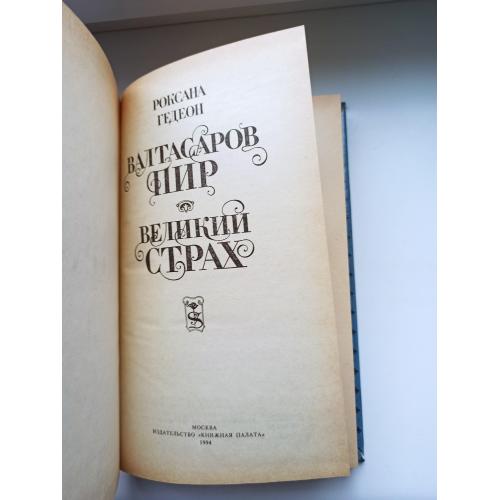 РОКСАНА
ГЕДЕОН
ВАЛТАСАРОВ
ПИР
ВЕЛИКИЙ
СТРАХ
МОСКВА
ИЗДАТЕЛЬСТВО «КНИЖНАЯ ПАЛАТА»
1994